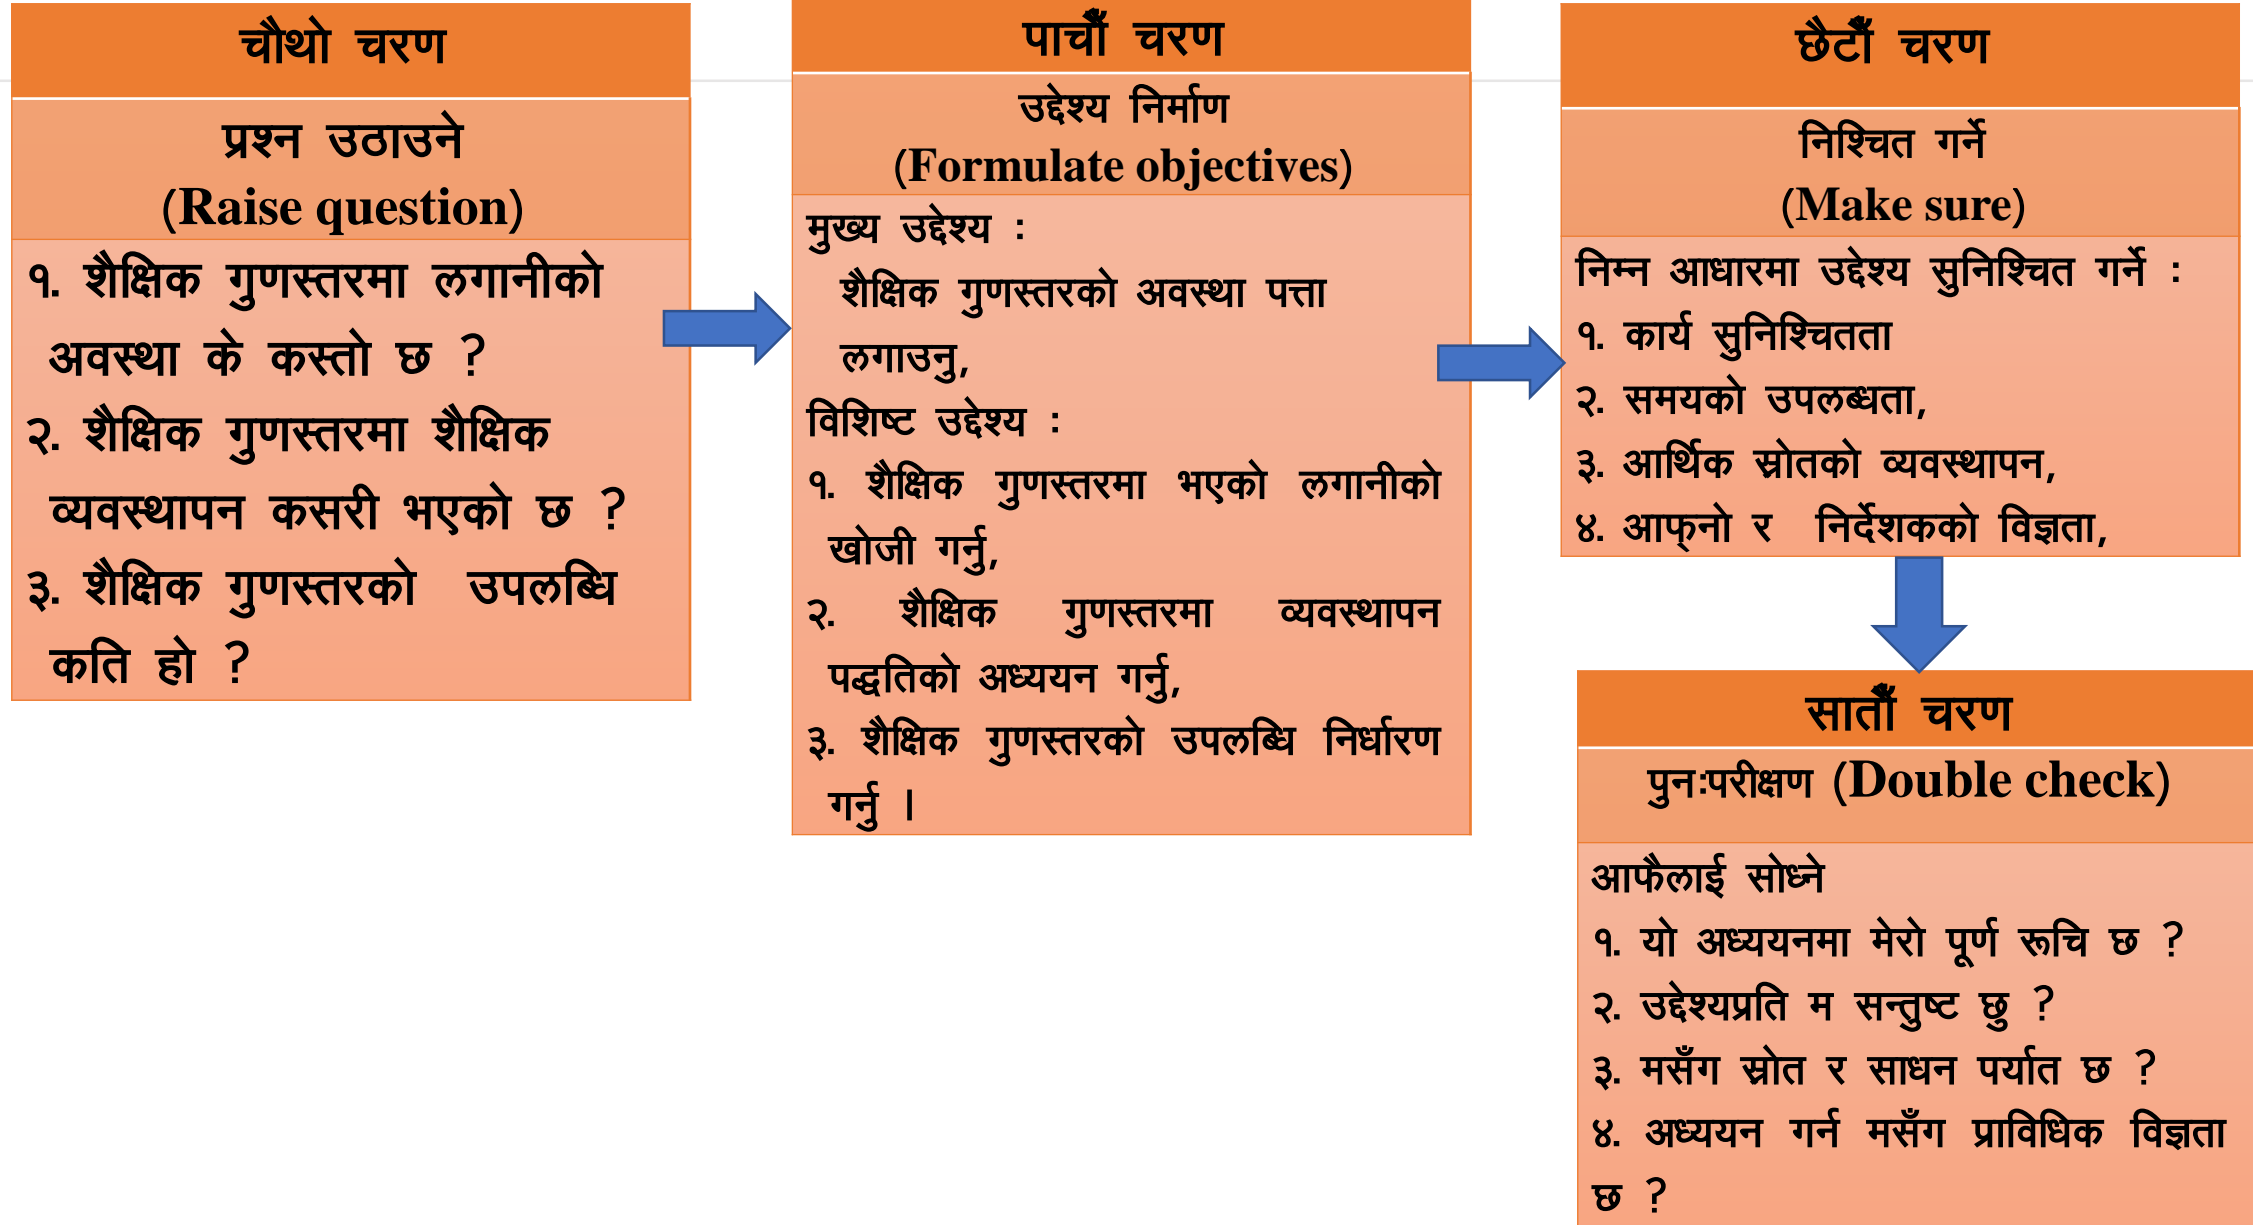 चौथो चरण
प्रश्न उठाउने
(Raise question)
१. शैक्षिक गुणस्तरमा लगानीको
अवस्था के कस्तो छ ?
२. शैक्षिक गुणस्तरमा शैक्षिक
व्यवस्थापन कसरी भएको छ ?
३. शैक्षिक गुणस्तरको उपलब्धि
कति हो ?
पाचौँ चरण
उद्देश्य निर्माण
(Formulate objectives)
मुख्य उद्देश्य :
शैक्षिक गुणस्तरको अवस्था पत्ता
लगाउनु,
विशिष्ट उद्देश्य :
१. शैक्षिक गुणस्तरमा भएको लगानीको
खोजी गर्नु,
२. शैक्षिक गुणस्तरमा व्यवस्थापन
पद्धतिको अध्ययन गर्नु,
३. शैक्षिक गुणस्तरको उपलब्धि निर्धारण
गर्नु ।
छैटौँ चरण
निश्चित गर्ने
(Make sure)
निम्न आधारमा उद्देश्य सुनिश्चित गर्ने :
१. कार्य सुनिश्चितता
२. समयको उपलब्धता,
३. आर्थिक स्रोतको व्यवस्थापन,
४. आफ्‌नो र निर्देशकको विज्ञता,
सातौँ चरण
पुनःपरीक्षण (Double check)
आफैलाई सोध्ने
१. यो अध्ययनमा मेरो पूर्ण रूचि छ ?
२. उद्देश्यप्रति म सन्तुष्ट छु ?
३. मसँग स्रोत र साधन पर्यात छ ?
४. अध्ययन गर्न मसँग प्राविधिक विज्ञता
छ ?